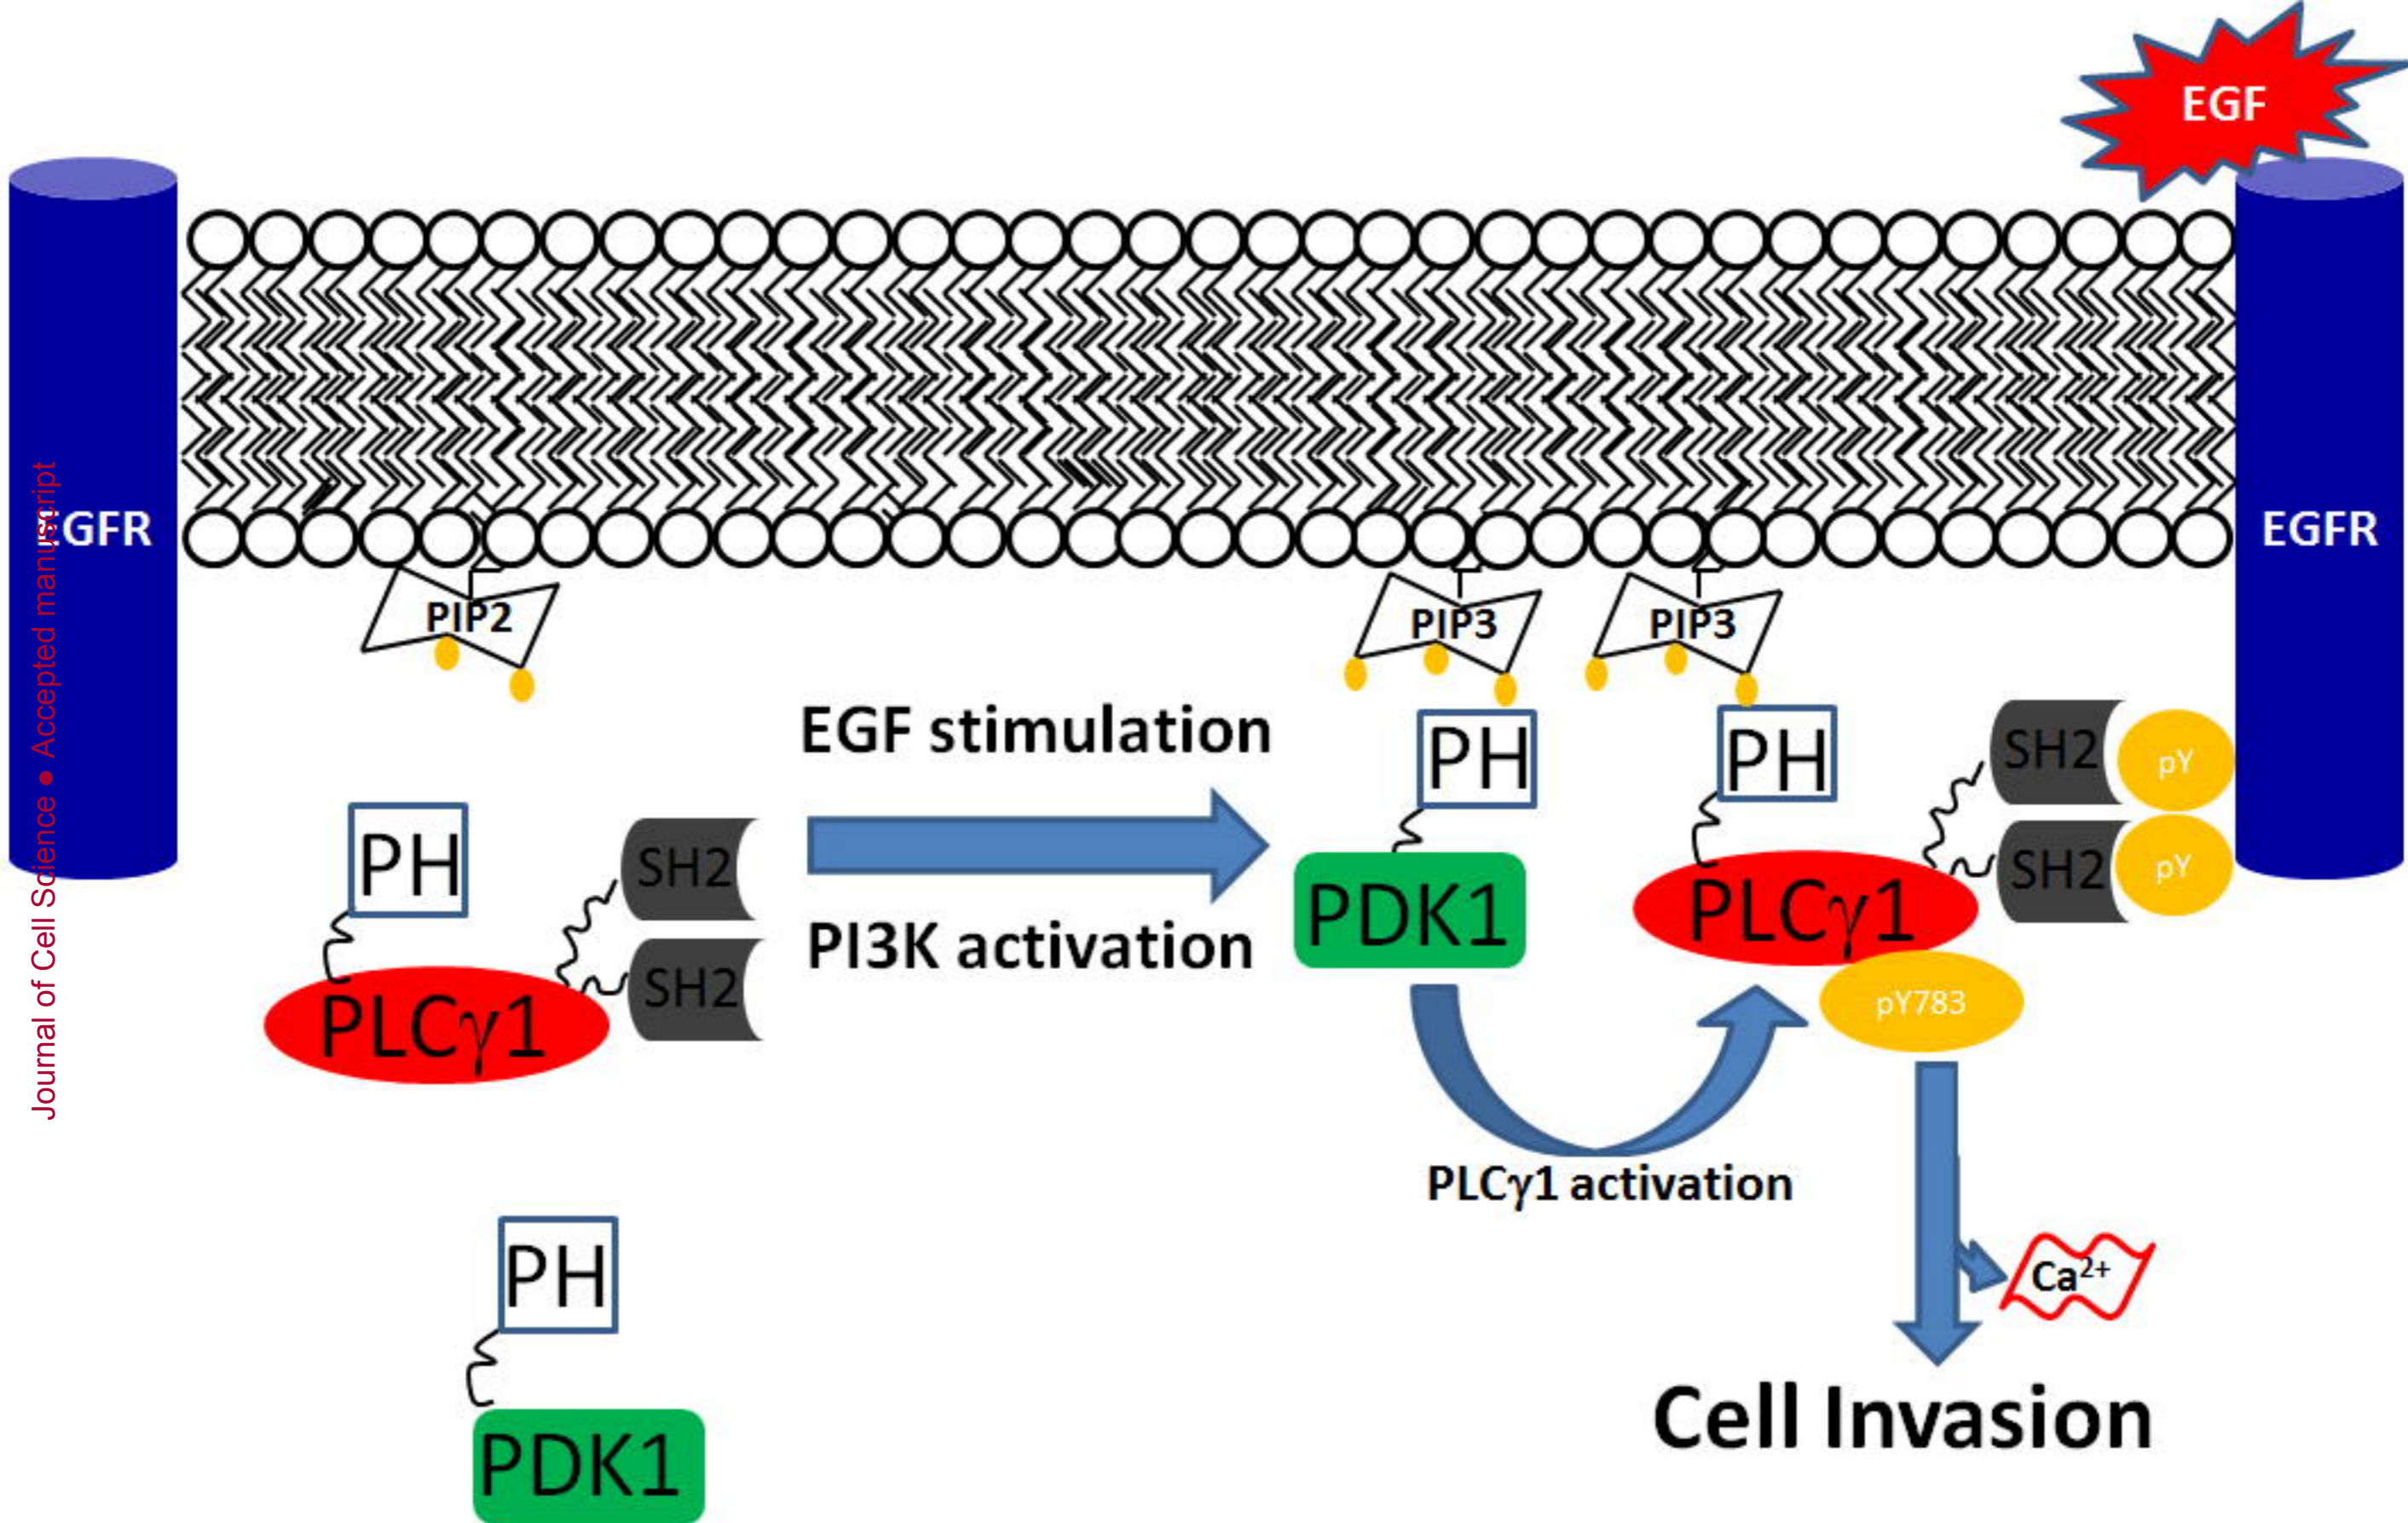 EGF
EGFR
EGFR
PIP2
PIP3
PIP3
EGF stimulation
PI3K activation
PH
SH2
SH2
PLCγ1
PH
PDK1
PH
PDK1
PH
PLCγ1
SH2
pY
SH2
pY
pY783
PLCγ1 activation
Ca²⁺
Cell Invasion
Journal of Cell Science ● Accepted manuscript